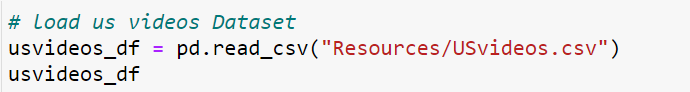 # load us videos Dataset
usvideos_df = pd.read_csv("Resources/USvideos.csv")
usvideos_df